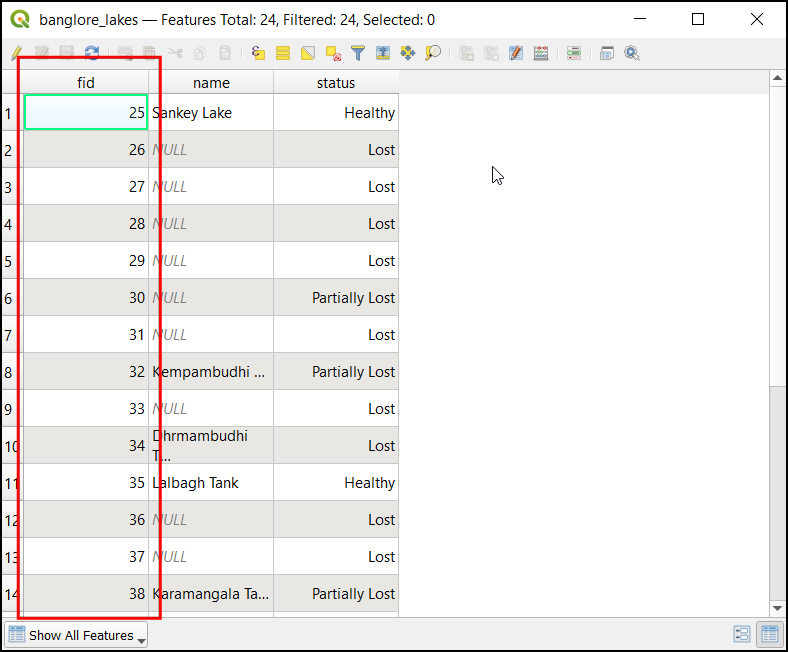 banglore_lakes — Features Total: 24, Filtered: 24, Selected: 0
fid name status
1 25 Sankey Lake Healthy
2 26 NULL Lost
3 27 NULL Lost
4 28 NULL Lost
5 29 NULL Lost
6 30 NULL Partially Lost
7 31 NULL Lost
8 32 Kempambudhi ... Partially Lost
9 33 NULL Lost
10 34 Dhrmambudhi T... Lost
11 35 Lalbagh Tank Healthy
12 36 NULL Lost
13 37 NULL Lost
14 38 Karamangala Ta... Partially Lost
Show All Features